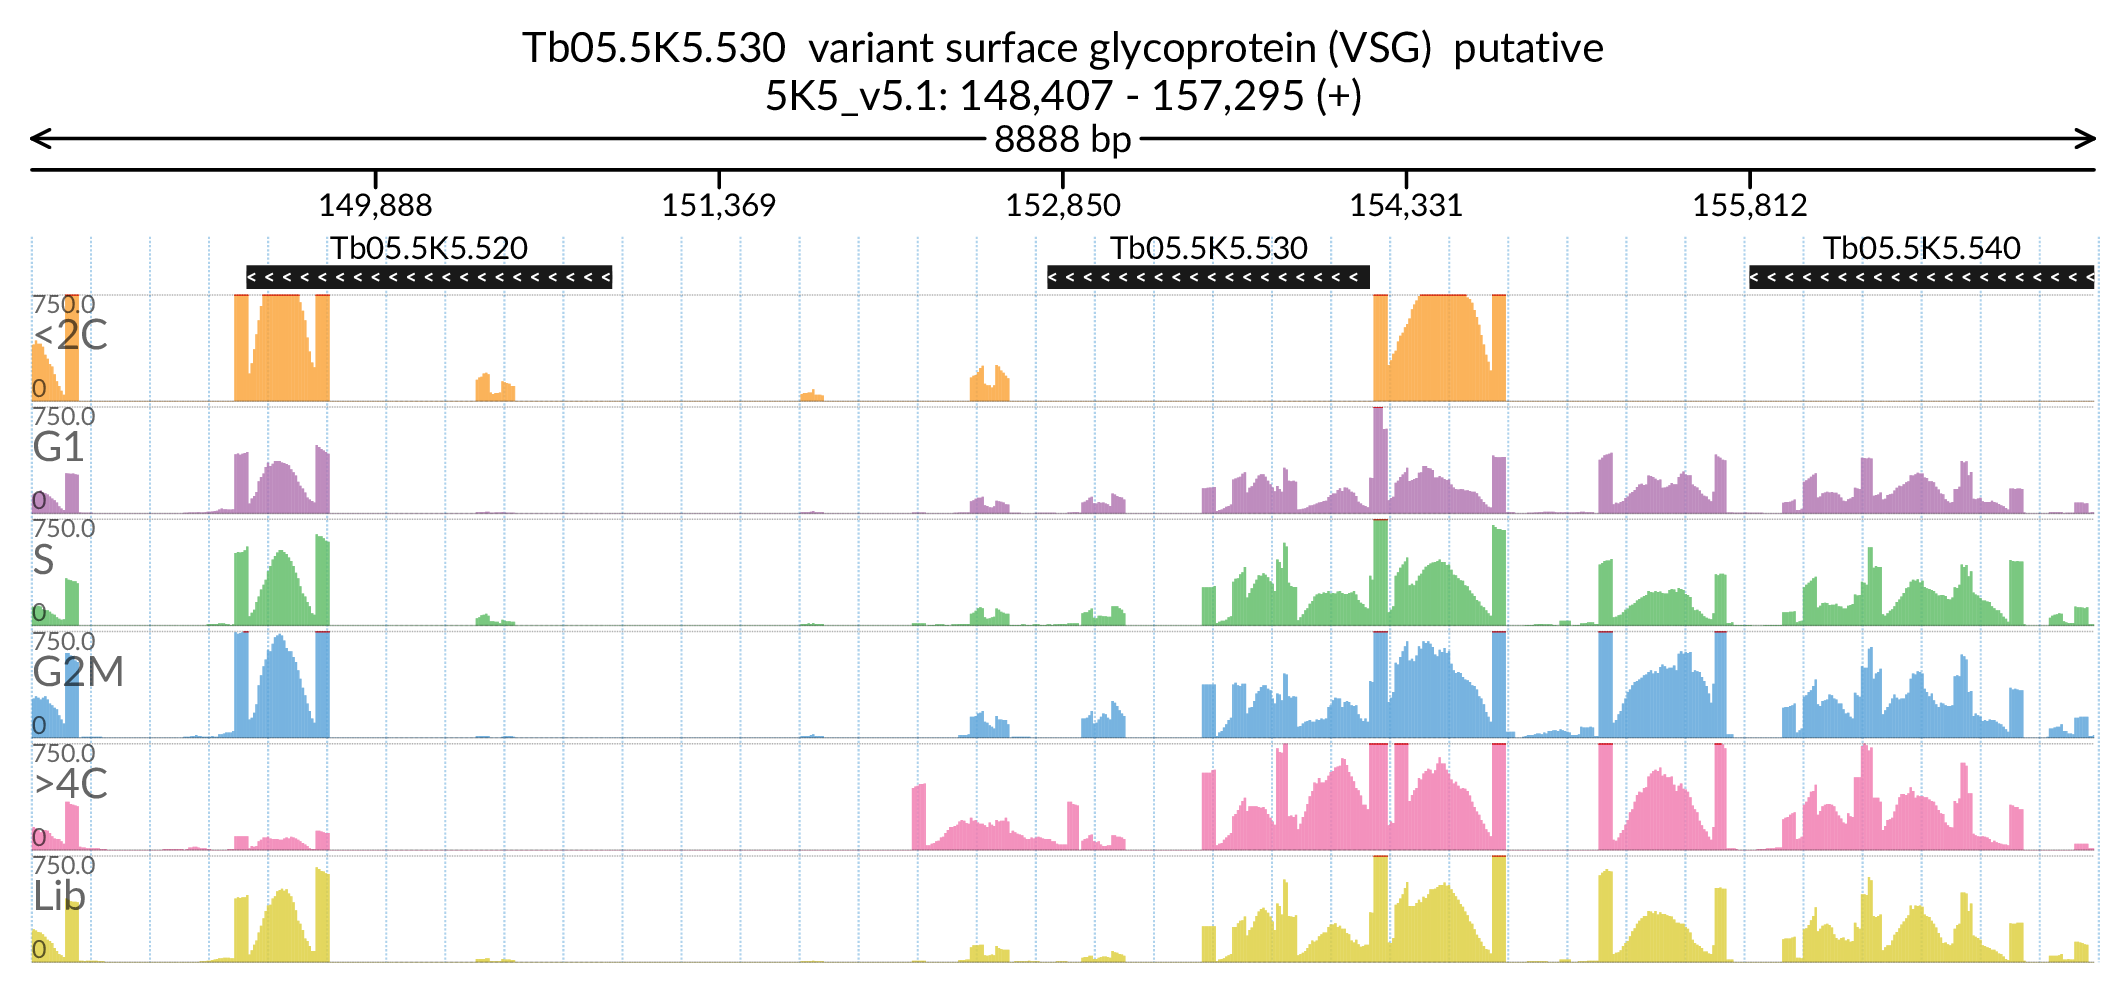 Tb05.5K5.530  variant surface glycoprotein (VSG)  putative
5K5_v5.1: 148,407 - 157,295 (+)
8888 bp
149,888 151,369 152,850 154,331 155,812
Tb05.5K5.520 Tb05.5K5.530 Tb05.5K5.540
750.0
<2C
0
750.0
G1
0
750.0
S
0
750.0
G2M
0
750.0
>4C
0
750.0
Lib
0